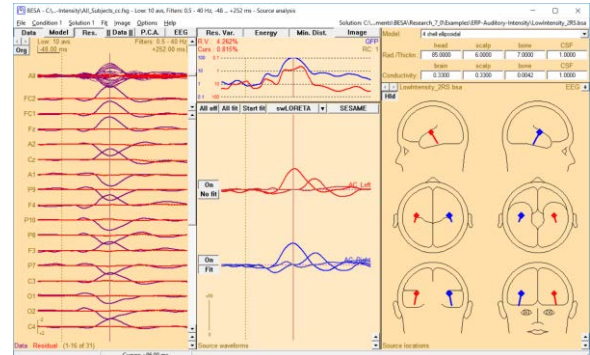 BESA - C:\...Intensity\All_Subjects_cc.fsg - Low: 10 avs, HighInt: 0.5 - 40 Hz, -48 ... +252 ms - Source analysis
File Condition 1 Solution 1 Fit Image Options Help
Solution: C:\...ments\BESA\Research_7_0\Examples\ERP-Auditory-Intensity\LowIntensity_2RS.bsa
Data Model Res. || Data || P.C.A. EEG
Res. Var. Energy Min. Dist. Image
Model 4 shell ellipsoidal
Org Low: 10 avs Filters: 0.5 - 40 Hz
-48.00 ms +252.00 ms
R.V.: 4.262% GFP
Curs.: 0.815% RC: 1
head scalp bone CSF
Rad./Thickn: 85.0000 6.0000 7.0000 1.0000
brain scalp bone CSF
Conductivity: 0.3300 0.3300 0.0042 1.0000
All off All fit Start fit swLORETA SESAME
LowIntensity_2RS.bsa EEG
Hld
All
FC2
FC1
Fz
A2
Cz
A1
P9
F4
P10
P8
F3
P7
C3
O1
O2
C4
On
No fit
AC_Left
On
Fit
AC_Right
Data Residual (1-16 of 31)
Source waveforms
Source locations